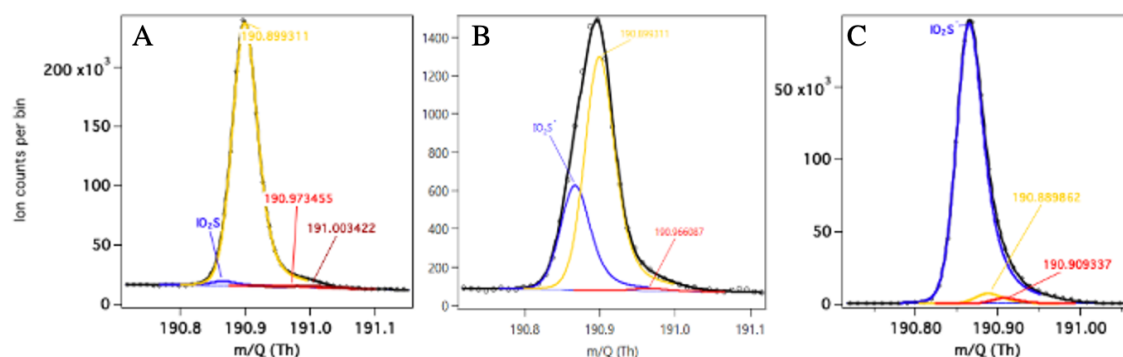 A
190.899311
200 x10³
150
100
50
0
Ion counts per bin
IO₂S
190.973455
191.003422
190.8
190.9
191.0
191.1
m/Q (Th)
B
190.899311
1400
1200
1000
800
600
400
200
0
IO₂S⁻
190.966087
190.8
190.9
191.0
191.1
m/Q (Th)
C
IO₂S⁻
50 x10³
100
50
0
190.889862
190.909337
190.80
190.90
191.00
m/Q (Th)